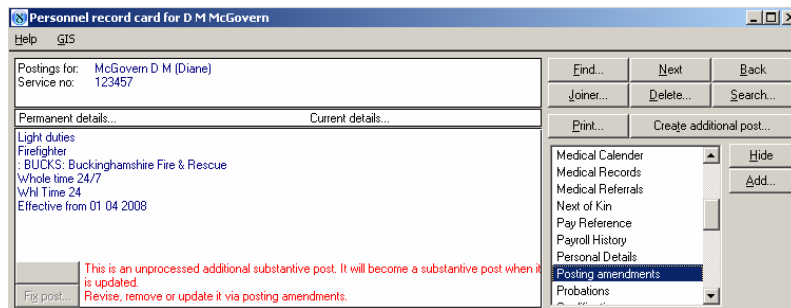 Personnel record card for D M McGovern
Help GIS
Postings for: McGovern D M (Diane)
Service no: 123457
Find... Next Back
Joiner... Delete... Search...
Permanent details... Current details...
Print... Create additional post...
Light duties
Firefighter
: BUCKS: Buckinghamshire Fire & Rescue
Whole time 24/7
Whl Time 24
Effective from 01 04 2008
Medical Calender
Medical Records
Medical Referrals
Next of Kin
Pay Reference
Payroll History
Personal Details
Posting amendments
Probations
Hide
Add...
This is an unprocessed additional substantive post. It will become a substantive post when it
is updated.
Revise, remove or update it via posting amendments.
Fix post...